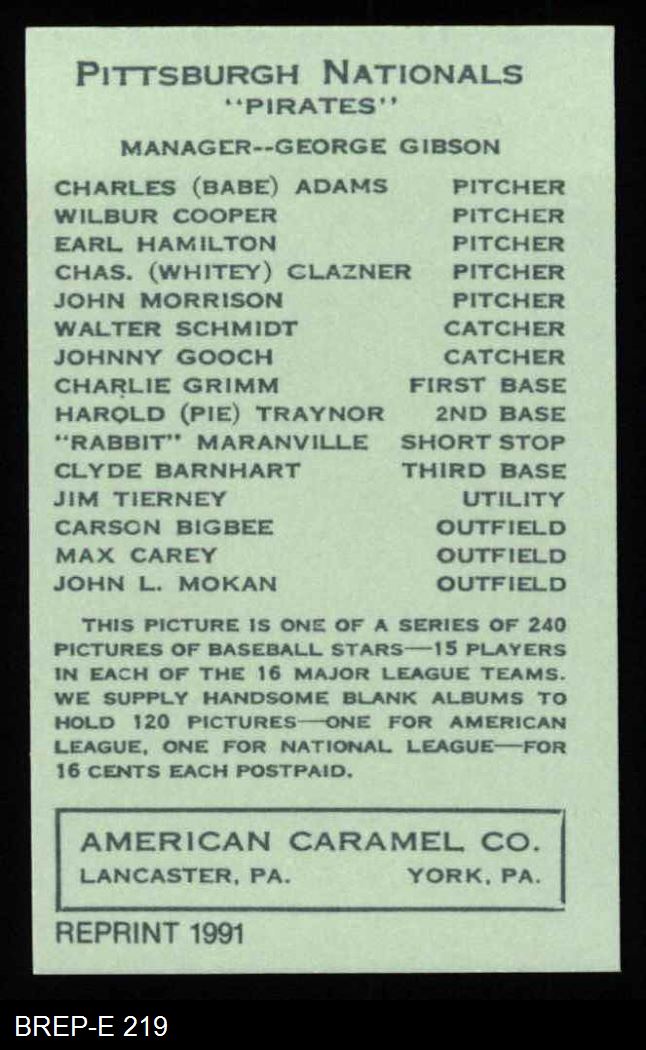 PITTSBURGH NATIONALS
"PIRATES"
MANAGER--GEORGE GIBSON
CHARLES (BABE) ADAMS PITCHER
WILBUR COOPER PITCHER
EARL HAMILTON PITCHER
CHAS. (WHITEY) GLAZNER PITCHER
JOHN MORRISON PITCHER
WALTER SCHMIDT CATCHER
JOHNNY GOOCH CATCHER
CHARLIE GRIMM FIRST BASE
HAROLD (PIE) TRAYNOR 2ND BASE
"RABBIT" MARANVILLE SHORT STOP
CLYDE BARNHART THIRD BASE
JIM TIERNEY UTILITY
CARSON BIGBEE OUTFIELD
MAX CAREY OUTFIELD
JOHN L. MOKAN OUTFIELD
THIS PICTURE IS ONE OF A SERIES OF 240
PICTURES OF BASEBALL STARS—15 PLAYERS
IN EACH OF THE 16 MAJOR LEAGUE TEAMS.
WE SUPPLY HANDSOME BLANK ALBUMS TO
HOLD 120 PICTURES—ONE FOR AMERICAN
LEAGUE, ONE FOR NATIONAL LEAGUE—FOR
16 CENTS EACH POSTPAID.
AMERICAN CARAMEL CO.
LANCASTER, PA. YORK, PA.
REPRINT 1991
BREP-E 219